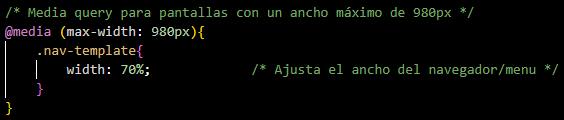 /* Media query para pantallas con un ancho máximo de 980px */
@media (max-width: 980px){
.nav-template{
width: 70%; /* Ajusta el ancho del navegador/menu */
}
}